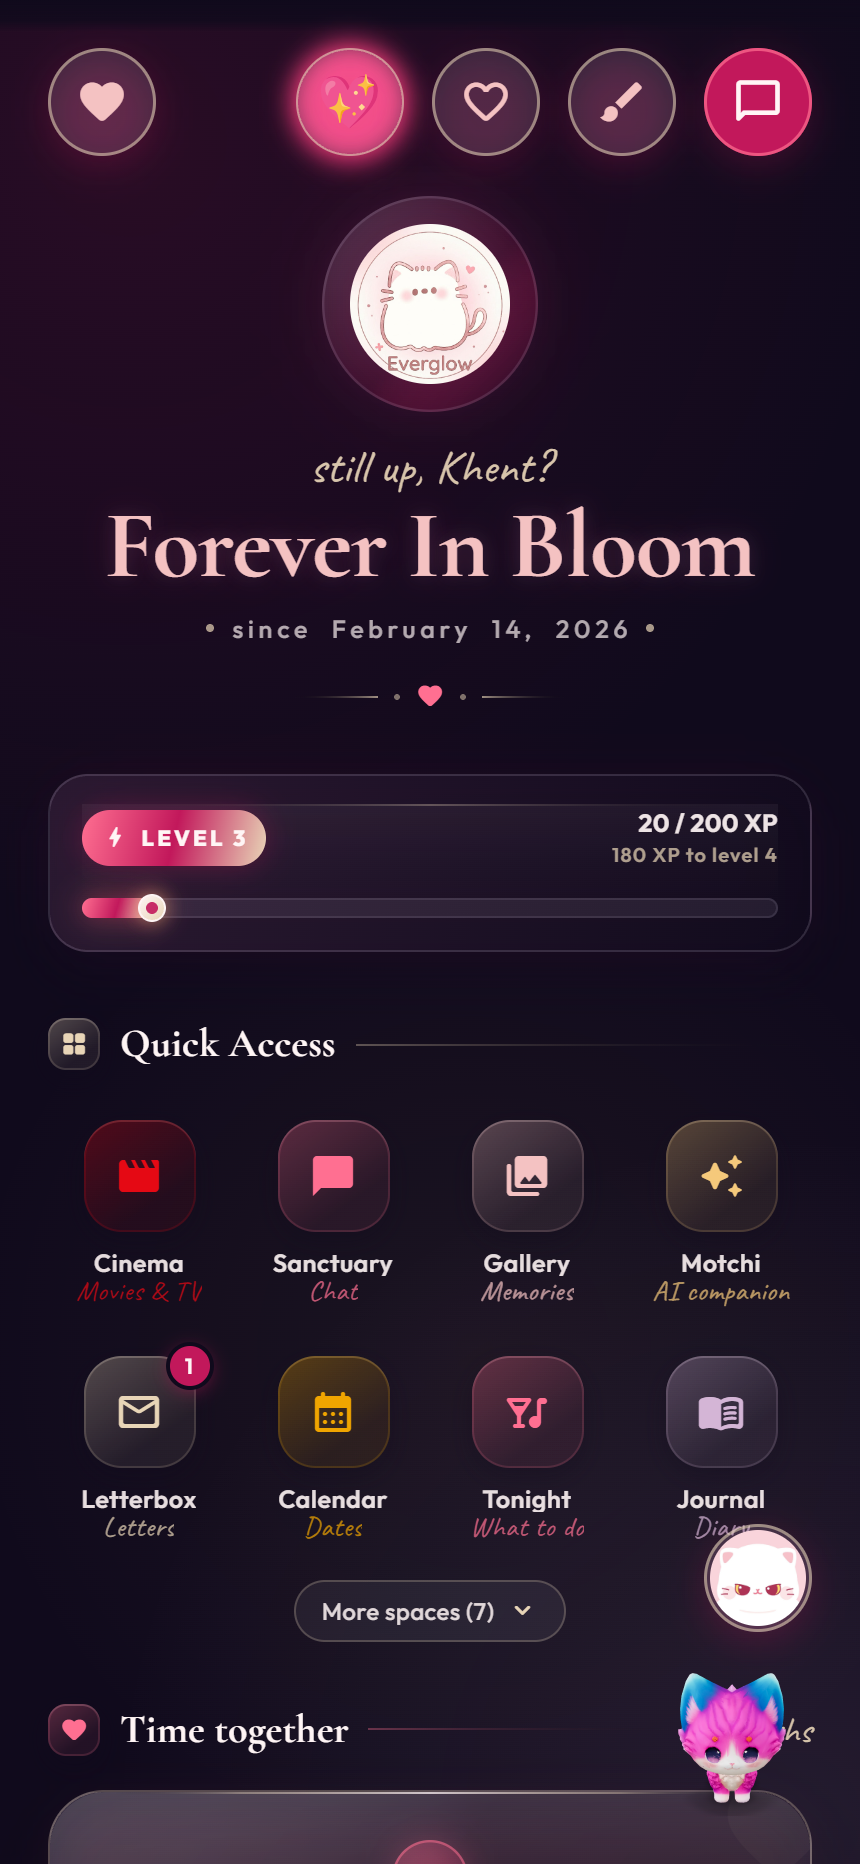 Everglow
still up, Khent?
Forever In Bloom
• since February 14, 2026 •
LEVEL 3
20 / 200 XP
180 XP to level 4
Quick Access
Cinema
Movies & TV
Sanctuary
Chat
Gallery
Memories
Motchi
AI companion
1
Letterbox
Letters
Calendar
Dates
Tonight
What to do
Journal
Diary
More spaces (7)
Time together
hs